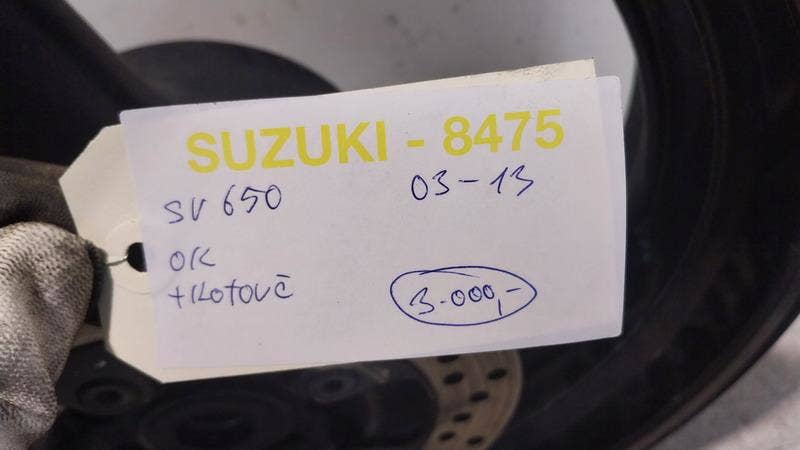 SUZUKI - 8475
SV 650 03-13
OK
+KOTOUČ
3.000,-